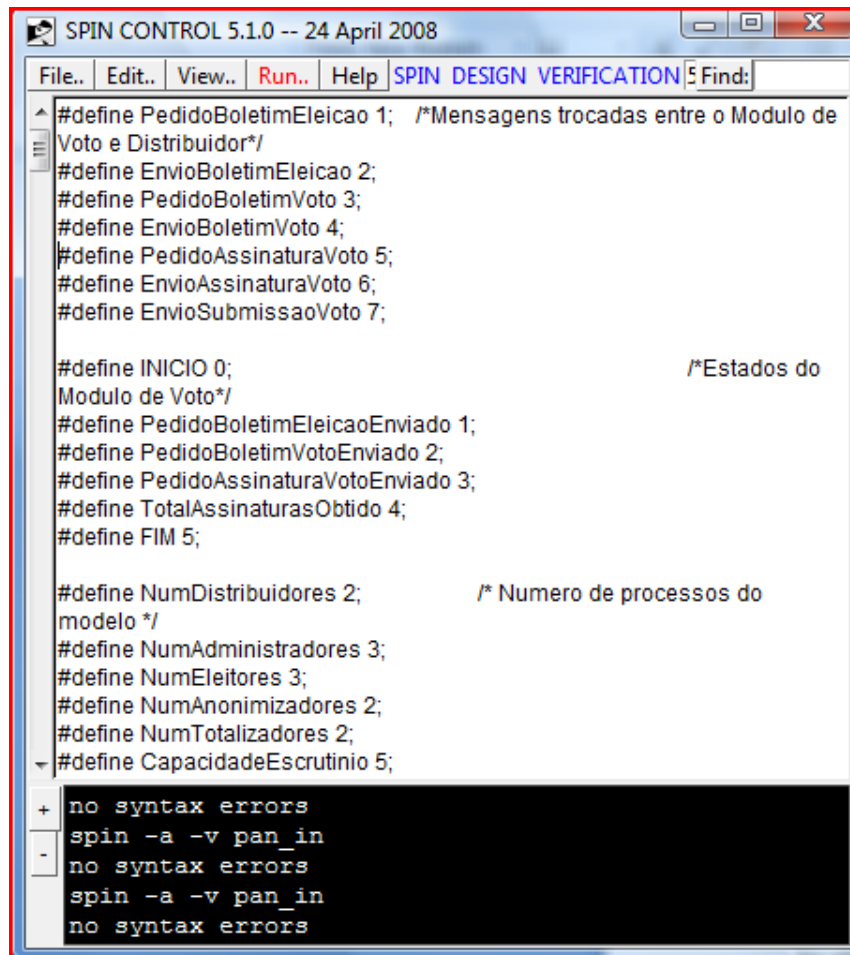 SPIN CONTROL 5.1.0 -- 24 April 2008
File.. Edit.. View.. Run.. Help SPIN DESIGN VERIFICATION Find:
#define PedidoBoletimEleicao 1; /*Mensagens trocadas entre o Modulo de
Voto e Distribuidor*/
#define EnvioBoletimEleicao 2;
#define PedidoBoletimVoto 3;
#define EnvioBoletimVoto 4;
#define PedidoAssinaturaVoto 5;
#define EnvioAssinaturaVoto 6;
#define EnvioSubmissaoVoto 7;
#define INICIO 0; /*Estados do
Modulo de Voto*/
#define PedidoBoletimEleicaoEnviado 1;
#define PedidoBoletimVotoEnviado 2;
#define PedidoAssinaturaVotoEnviado 3;
#define TotalAssinaturasObtido 4;
#define FIM 5;
#define NumDistribuidores 2; /* Numero de processos do
modelo */
#define NumAdministradores 3;
#define NumEleitores 3;
#define NumAnonimizadores 2;
#define NumTotalizadores 2;
#define CapacidadeEscrutinio 5;
+ no syntax errors
spin -a -v pan_in
- no syntax errors
spin -a -v pan_in
no syntax errors